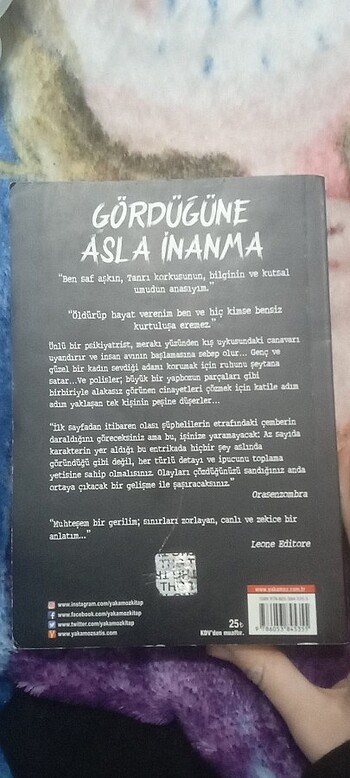 GÖRDÜĞÜNE
ASLA İNANMA
"Ben saf aşkın, Tanrı korkusunun, bilginin ve kutsal
umudun anasıyım."
"Öldürüp hayat verenim ben ve hiç kimse bensiz
kurtuluşa eremez."
Ünlü bir psikiyatrist, merakı yüzünden kış uykusundaki canavarı
uyandırır ve insan avının başlamasına sebep olur... Genç ve
güzel bir kadın sevdiği adamı korumak için ruhunu şeytana
satar...Ve polisler; büyük bir yapbozun parçaları gibi
birbiriyle alakasız görünen cinayetleri çözmek için katile adım
adım yaklaşan tek kişinin peşine düşerler...
"İlk sayfadan itibaren olası şüphelilerin etrafındaki çemberin
daraldığını göreceksiniz ama bu, işinize yaramayacak! Az sayıda
karakterin yer aldığı bu entrikada hiçbir şey aslında
göründüğü gibi değil, her türlü detayı ve ipucunu toplama
yetisine sahip olmalısınız. Olayları çözdüğünüzü sandığınız anda
ortaya çıkacak bir gelişme ile şaşıracaksınız."
Orasenzombra
"Muhteşem bir gerilim; sınırları zorlayan, canlı ve zekice bir
anlatım..."
Leone Editore
www.instagram.com/yakamozkitap
www.facebook.com/yakamozkitap
www.twitter.com/yakamozkitap
www.yakamozsatis.com
25₺
KDV'den muaftır.
www.yakamoz.com.tr
9 786053 843353